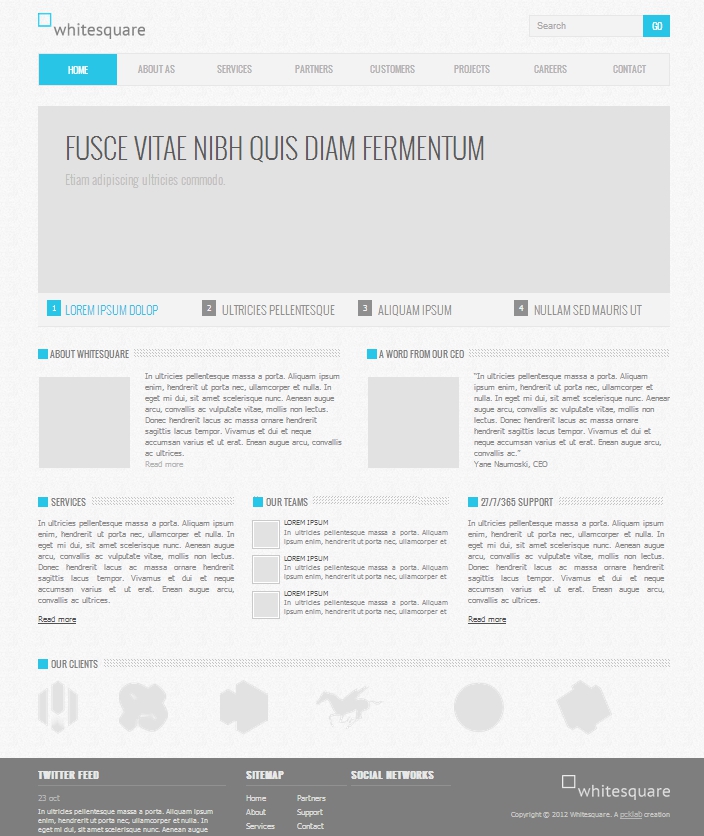 whitesquare
Search GO
HOME ABOUT AS SERVICES PARTNERS CUSTOMERS PROJECTS CAREERS CONTACT
FUSCE VITAE NIBH QUIS DIAM FERMENTUM
Etiam adipiscing ultricies commodo.
1 LOREM IPSUM DOLOP 2 ULTRICIES PELLENTESQUE 3 ALIQUAM IPSUM 4 NULLAM SED MAURIS UT
ABOUT WHITESQUARE
In ultricies pellentesque massa a porta. Aliquam ipsum
enim, hendrerit ut porta nec, ullamcorper et nulla. In
eget mi dui, sit amet scelerisque nunc. Aenean augue
arcu, convallis ac vulputate vitae, mollis non lectus.
Donec hendrerit lacus ac massa ornare hendrerit
sagittis lacus tempor. Vivamus et dui et neque
accumsan varius et ut erat. Enean augue arcu, convallis
ac ultrices.
Read more
A WORD FROM OUR CEO
"In ultricies pellentesque massa a porta. Aliquam
ipsum enim, hendrerit ut porta nec, ullamcorper et
nulla. In eget mi dui, sit amet scelerisque nunc. Aenean
augue arcu, convallis ac vulputate vitae, mollis non
lectus. Donec hendrerit lacus ac massa ornare
hendrerit sagittis lacus tempor. Vivamus et dui et
neque accumsan varius et ut erat. Enean augue arcu,
convallis ac."
Yane Naumoski, CEO
SERVICES
In ultricies pellentesque massa a porta. Aliquam ipsum
enim, hendrerit ut porta nec, ullamcorper et nulla. In
eget mi dui, sit amet scelerisque nunc. Aenean augue
arcu, convallis ac vulputate vitae, mollis non lectus.
Donec hendrerit lacus ac massa ornare hendrerit
sagittis lacus tempor. Vivamus et dui et neque
accumsan varius et ut erat. Enean augue arcu,
convallis ac ultrices.
Read more
OUR TEAMS
LOREM IPSUM
In ultricies pellentesque massa a porta. Aliquam
ipsum enim, hendrerit ut porta nec, ullamcorper et
LOREM IPSUM
In ultricies pellentesque massa a porta. Aliquam
ipsum enim, hendrerit ut porta nec, ullamcorper et
LOREM IPSUM
In ultricies pellentesque massa a porta. Aliquam
ipsum enim, hendrerit ut porta nec, ullamcorper et
27/7/365 SUPPORT
In ultricies pellentesque massa a porta. Aliquam ipsum
enim, hendrerit ut porta nec, ullamcorper et nulla. In
eget mi dui, sit amet scelerisque nunc. Aenean augue
arcu, convallis ac vulputate vitae, mollis non lectus.
Donec hendrerit lacus ac massa ornare hendrerit
sagittis lacus tempor. Vivamus et dui et neque
accumsan varius et ut erat. Enean augue arcu,
convallis ac ultrices.
Read more
OUR CLIENTS
TWITTER FEED
23 oct
In ultricies pellentesque massa a porta. Aliquam ipsum
enim, hendrerit ut porta nec, ullamcorper et nulla. In
eget mi dui, sit amet scelerisque nunc. Aenean augue
SITEMAP
Home Partners
About Support
Services Contact
SOCIAL NETWORKS
whitesquare
Copyright © 2012 Whitesquare. A pcklab creation